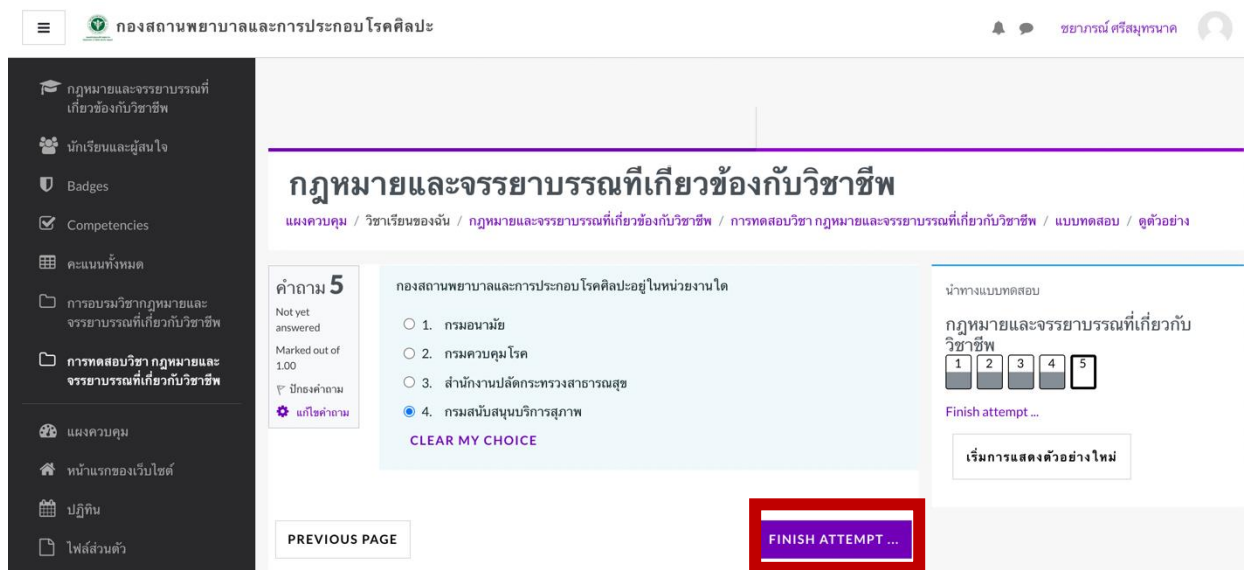 กองสถานพยาบาลและการประกอบโรคศิลปะ
ชยาภรณ์ ศรีสมุทรนาค
กฎหมายและจรรยาบรรณที่
เกี่ยวข้องกับวิชาชีพ
นักเรียนและผู้สนใจ
Badges
Competencies
คะแนนทั้งหมด
การอบรมวิชากฎหมายและ
จรรยาบรรณที่เกี่ยวกับวิชาชีพ
การทดสอบวิชา กฎหมายและ
จรรยาบรรณที่เกี่ยวกับวิชาชีพ
แผงควบคุม
หน้าแรกของเว็บไซต์
ปฏิทิน
ไฟล์ส่วนตัว
กฎหมายและจรรยาบรรณที่เกี่ยวข้องกับวิชาชีพ
แผงควบคุม / วิชาเรียนของฉัน / กฎหมายและจรรยาบรรณที่เกี่ยวข้องกับวิชาชีพ / การทดสอบวิชา กฎหมายและจรรยาบรรณที่เกี่ยวกับวิชาชีพ / แบบทดสอบ / ดูตัวอย่าง
คำถาม 5
Not yet
answered
Marked out of
1.00
ปักธงคำถาม
แก้ไขคำถาม
กองสถานพยาบาลและการประกอบโรคศิลปะอยู่ในหน่วยงานใด
1. กรมอนามัย
2. กรมควบคุมโรค
3. สำนักงานปลัดกระทรวงสาธารณสุข
4. กรมสนับสนุนบริการสุภาพ
CLEAR MY CHOICE
PREVIOUS PAGE
FINISH ATTEMPT ...
นำทางแบบทดสอบ
กฎหมายและจรรยาบรรณที่เกี่ยวกับ
วิชาชีพ
1 2 3 4 5
Finish attempt ...
เริ่มการแสดงตัวอย่างใหม่